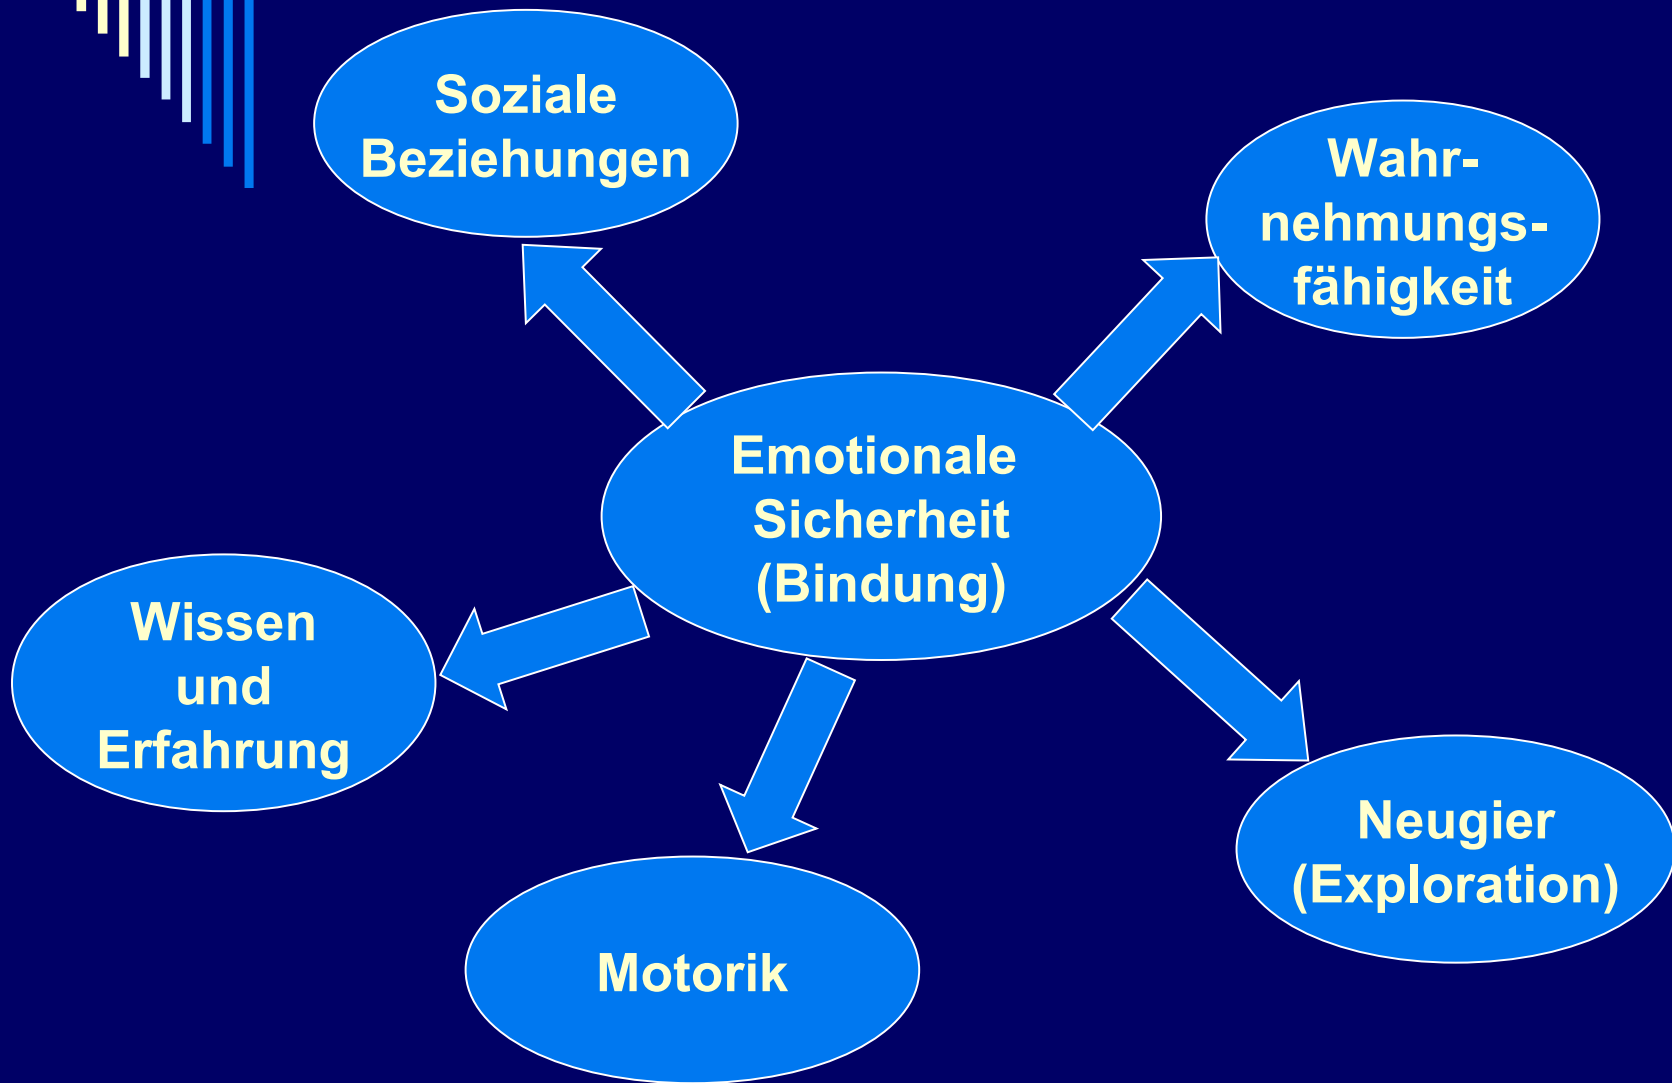 Soziale
Beziehungen
Wahr-
nehmungs-
fähigkeit
Emotionale
Sicherheit
(Bindung)
Wissen
und
Erfahrung
Neugier
(Exploration)
Motorik